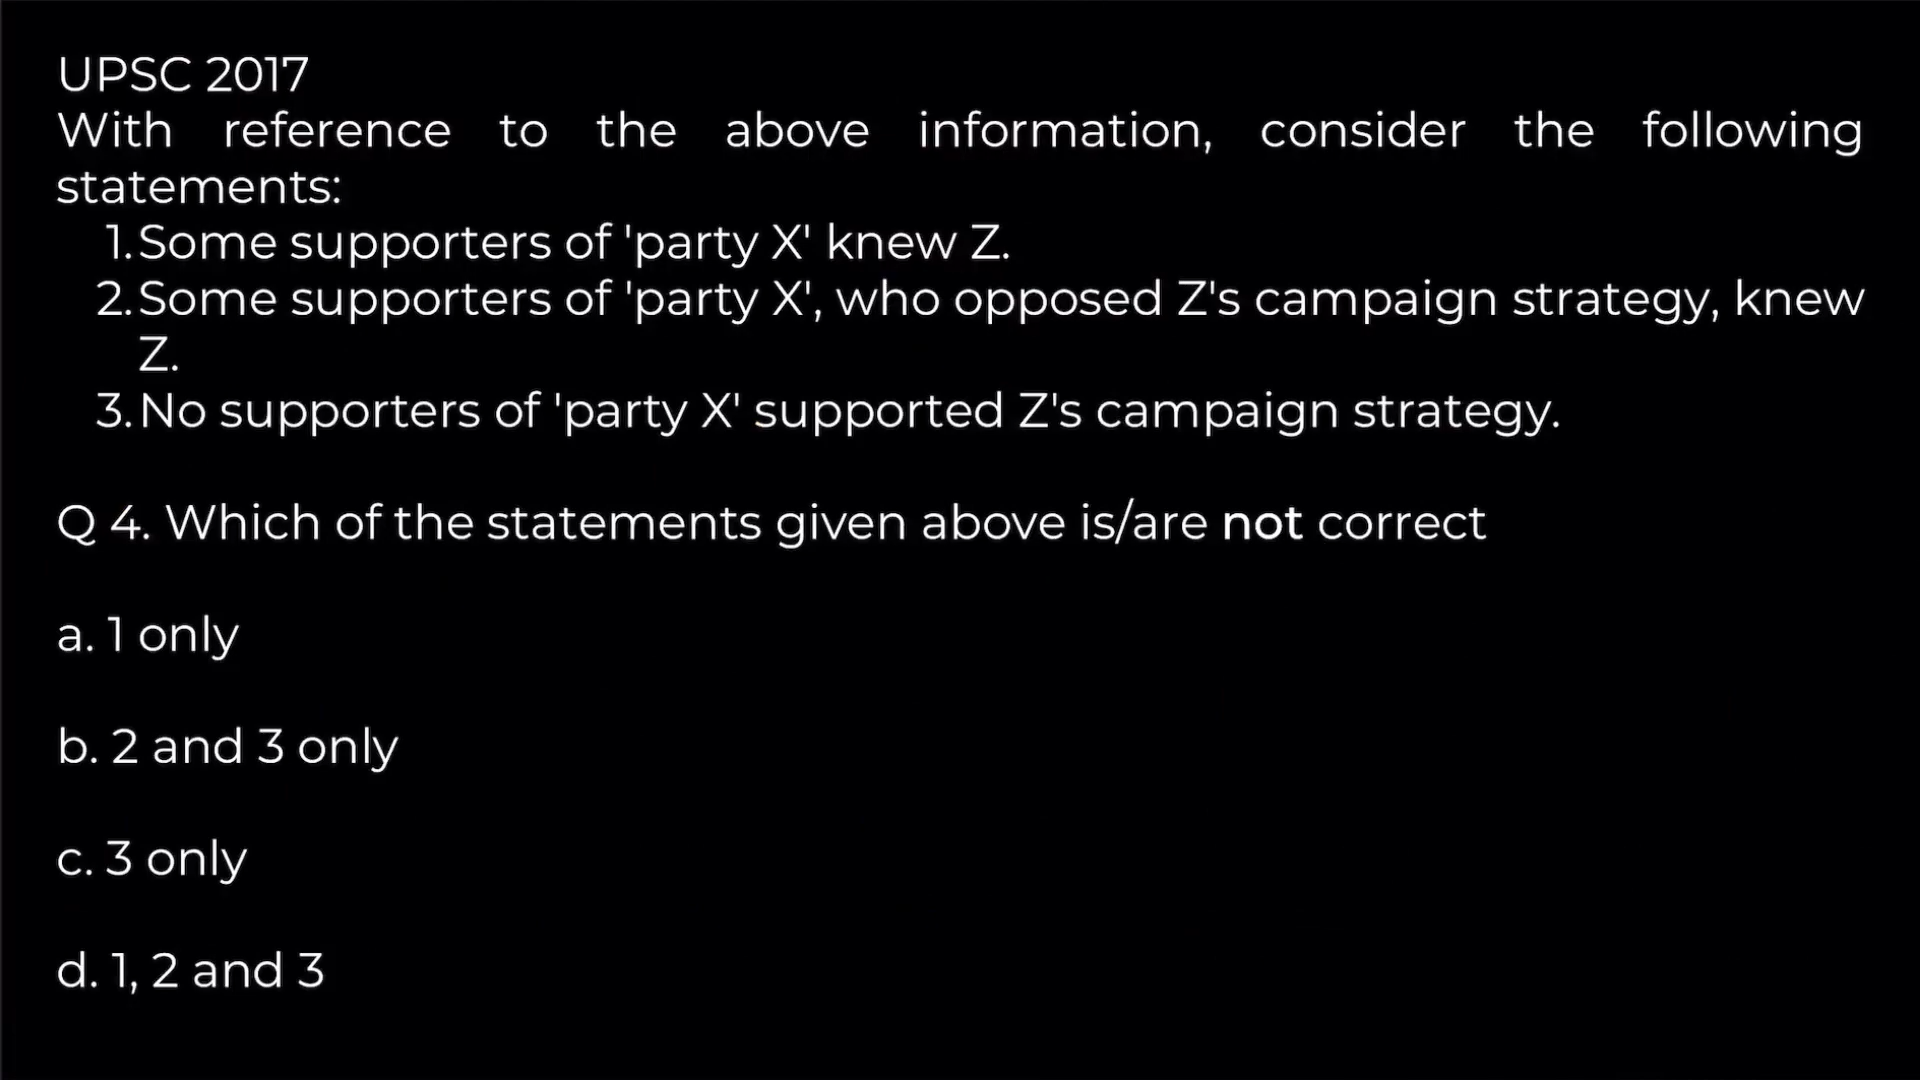 UPSC 2017
With reference to the above information, consider the following
statements:
1. Some supporters of 'party X' knew Z.
2. Some supporters of 'party X', who opposed Z's campaign strategy, knew
Z.
3. No supporters of 'party X' supported Z's campaign strategy.
Q 4. Which of the statements given above is/are not correct
a. 1 only
b. 2 and 3 only
c. 3 only
d. 1, 2 and 3